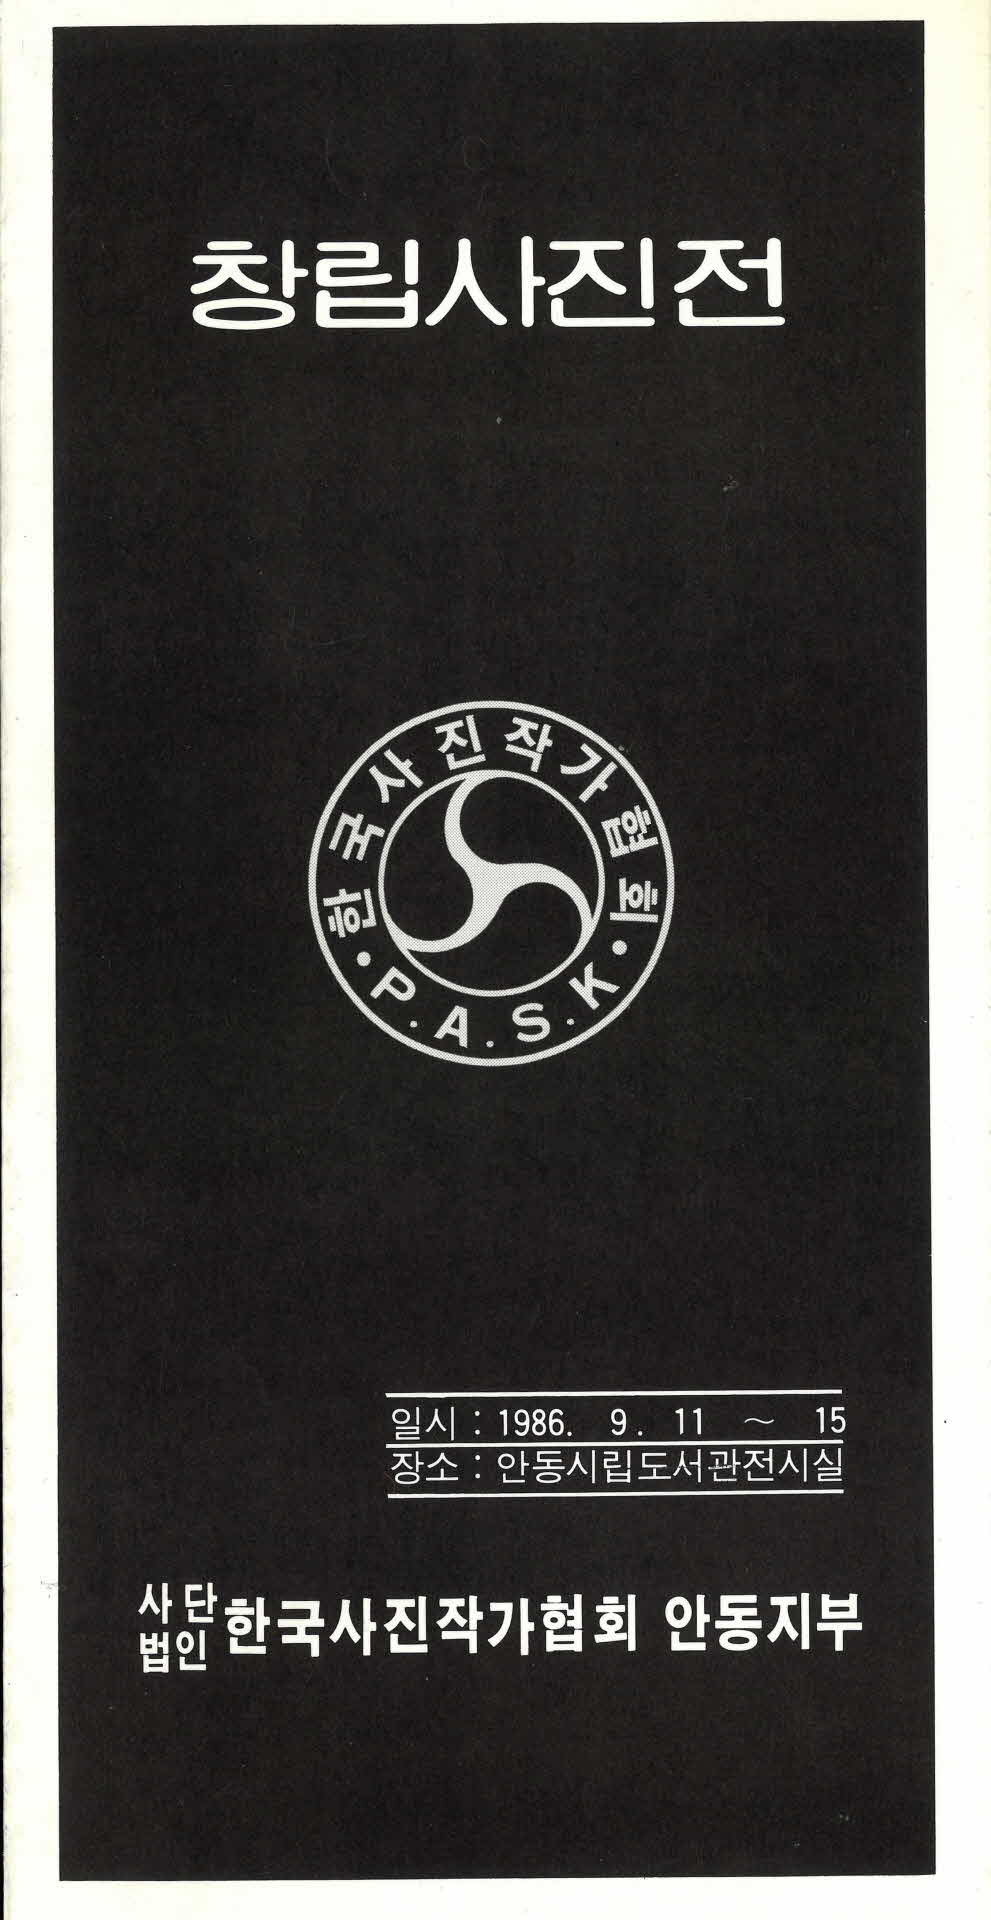 창립사진전
한국사진작가협회
P.A.S.K
일시 : 1986. 9. 11 ~ 15
장소 : 안동시립도서관전시실
사단법인 한국사진작가협회 안동지부